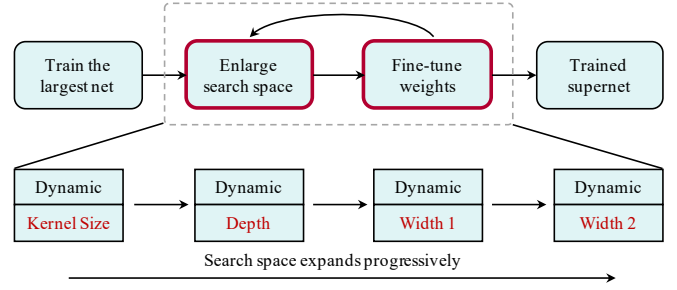 Train the
largest net
Enlarge
search space
Fine-tune
weights
Trained
supernet
Dynamic
Kernel Size
Dynamic
Depth
Dynamic
Width 1
Dynamic
Width 2
Search space expands progressively